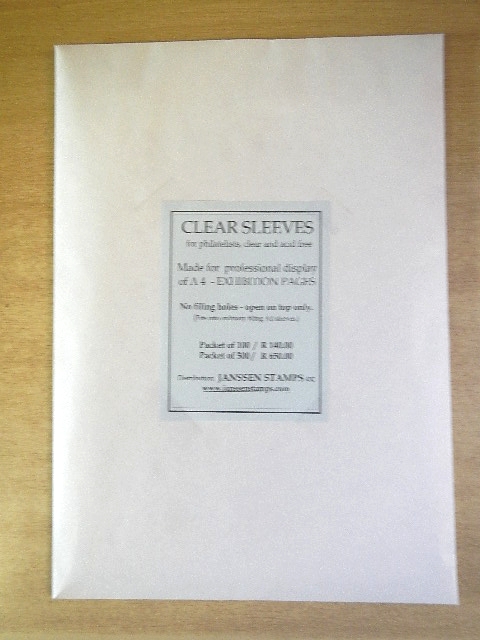 CLEAR SLEEVES
for philatelists, clear and acid free
Made for professional display
of A 4 - EXHIBITION PAGES
No filing holes - open on top only.
Packet of 100 / R 140.00
Packet of 500 / R 650.00
Distributors: JANSSEN STAMPS cc
www.janssenstamps.com